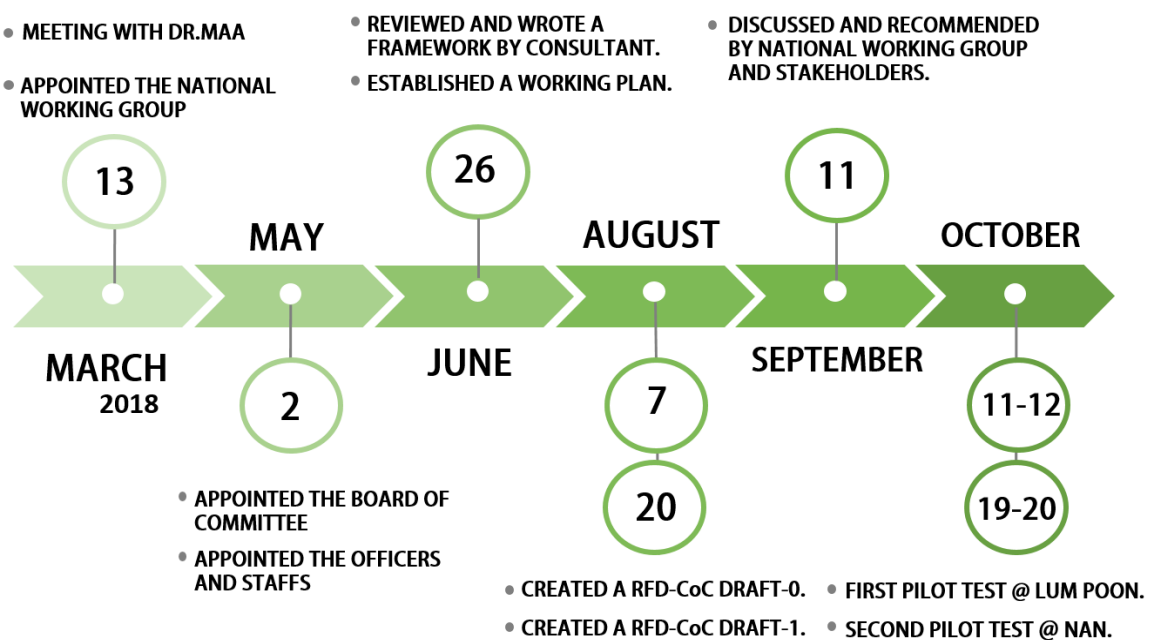 MEETING WITH DR.MAA
APPOINTED THE NATIONAL
WORKING GROUP
REVIEWED AND WROTE A
FRAMEWORK BY CONSULTANT.
ESTABLISHED A WORKING PLAN.
DISCUSSED AND RECOMMENDED
BY NATIONAL WORKING GROUP
AND STAKEHOLDERS.
13
26
11
MAY
AUGUST
OCTOBER
MARCH
2018
JUNE
SEPTEMBER
2
7
11-12
20
19-20
APPOINTED THE BOARD OF
COMMITTEE
APPOINTED THE OFFICERS
AND STAFFS
CREATED A RFD-CoC DRAFT-0.
CREATED A RFD-CoC DRAFT-1.
FIRST PILOT TEST @ LUM POON.
SECOND PILOT TEST @ NAN.